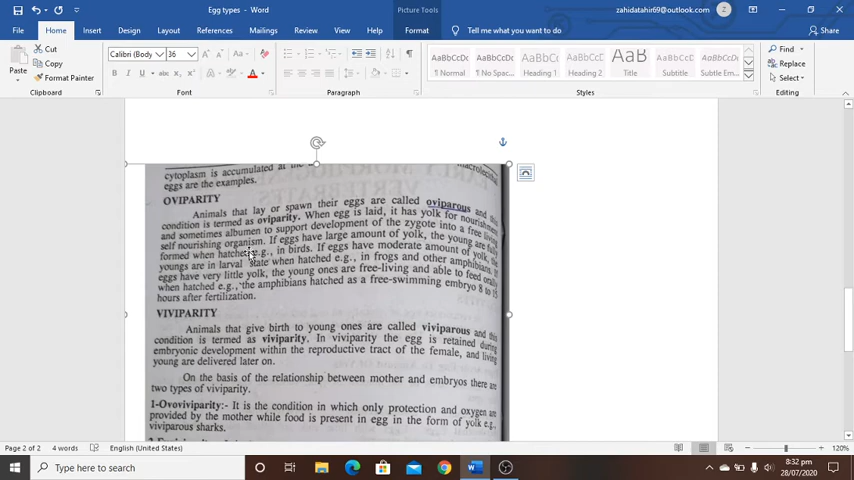 Egg types - Word
Picture Tools
zahidatahir69@outlook.com
Z
File Home Insert Draw Design Layout References Mailings Review View Help Format Tell me what you want to do Share
Paste
Cut
Copy
Format Painter
Clipboard
Calibri (Body 36
Font
Paragraph
AaBbCcDc AaBbCcDc AaBbCc AaBbCcD AaB AaBbCcD AaBbCcDc
¶ Normal ¶ No Spac... Heading 1 Heading 2 Title Subtitle Subtle Em...
Styles
Find
Replace
Select
Editing
cytoplasm is accumulated at the macrolecithal
eggs are the examples.
OVIPARITY
Animals that lay or spawn their eggs are called oviparous and this
condition is termed as oviparity. When egg is laid, it has yolk for nourishment
and sometimes albumen to support development of the zygote into a free living
self nourishing organism. If eggs have large amount of yolk, the young are fully
formed when hatched e.g., in birds. If eggs have moderate amount of yolk, the
youngs are in larval state when hatched e.g., in frogs and other amphibians. If
eggs have very little yolk, the young ones are free-living and able to feed orally
when hatched e.g., the amphibians hatched as a free-swimming embryo 8 to 15
hours after fertilization.
VIVIPARITY
Animals that give birth to young ones are called viviparous and this
condition is termed as viviparity. In viviparity the egg is retained during
embryonic development within the reproductive tract of the female, and living
young are delivered later on.
On the basis of the relationship between mother and embryos there are
two types of viviparity.
1-Ovoviviparity:- It is the condition in which only protection and oxygen are
provided by the mother while food is present in egg in the form of yolk e.g.,
viviparous sharks.
Page 2 of 2 4 words English (United States) 120%
Type here to search
8:32 pm
28/07/2020